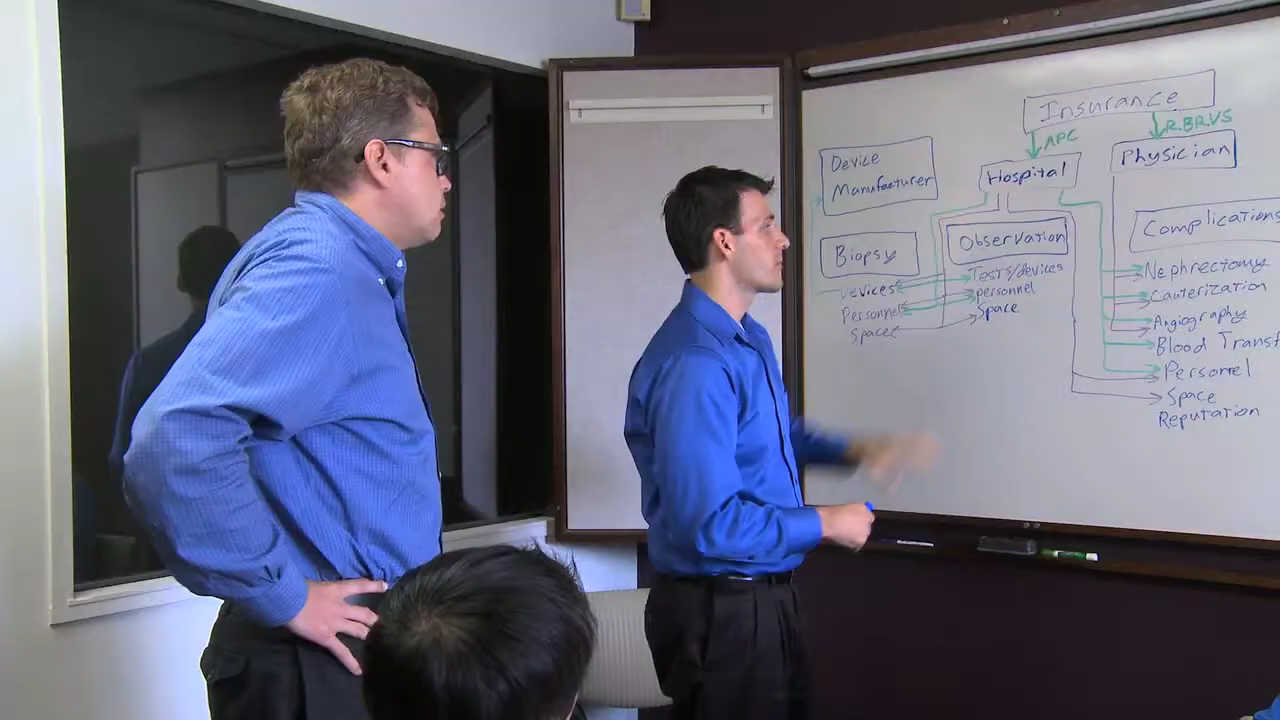 Insurance
APC
RBRVS
Device
Manufacturer
Hospital
Physician
Biopsy
Observation
Complications
Devices
Personnel
Space
Tests/devices
personnel
Space
Nephrectomy
Cauterization
Angiography
Blood Transf
Personnel
Space
Reputation